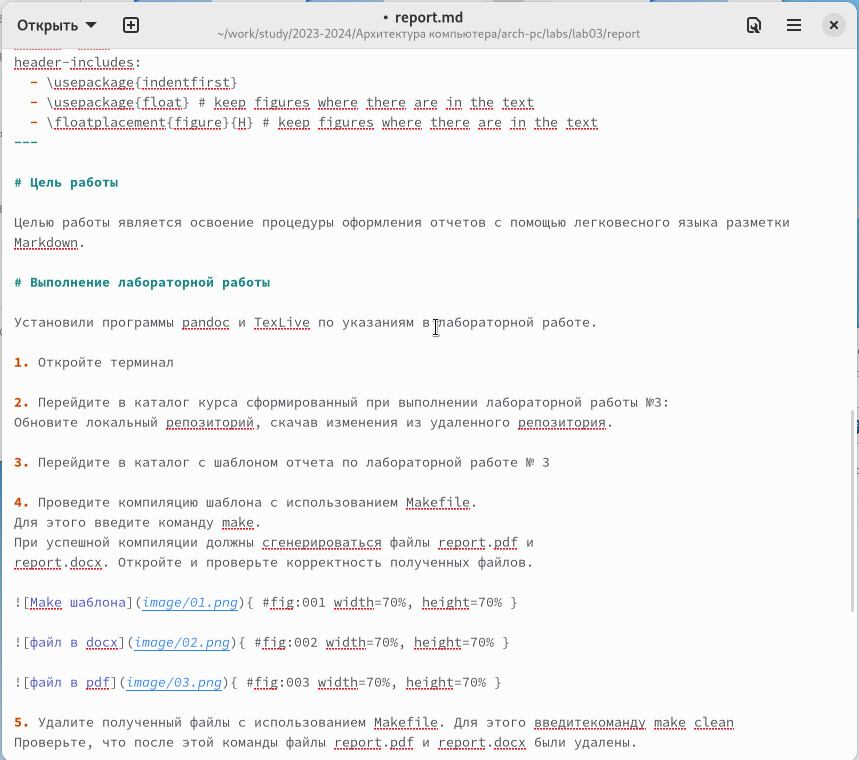 Открыть
• report.md
~/work/study/2023-2024/Архитектура компьютера/arch-pc/labs/lab03/report
header-includes:
- \usepackage{indentfirst}
- \usepackage{float} # keep figures where there are in the text
- \floatplacement{figure}{H} # keep figures where there are in the text
---
# Цель работы
Целью работы является освоение процедуры оформления отчетов с помощью легковесного языка разметки
Markdown.
# Выполнение лабораторной работы
Установили программы pandoc и TexLive по указаниям в лабораторной работе.
1. Откройте терминал
2. Перейдите в каталог курса сформированный при выполнении лабораторной работы №3:
Обновите локальный репозиторий, скачав изменения из удаленного репозитория.
3. Перейдите в каталог с шаблоном отчета по лабораторной работе № 3
4. Проведите компиляцию шаблона с использованием Makefile.
Для этого введите команду make.
При успешной компиляции должны сгенерироваться файлы report.pdf и
report.docx. Откройте и проверьте корректность полученных файлов.
![Make шаблона](image/01.png){ #fig:001 width=70%, height=70% }
![файл в docx](image/02.png){ #fig:002 width=70%, height=70% }
![файл в pdf](image/03.png){ #fig:003 width=70%, height=70% }
5. Удалите полученный файлы с использованием Makefile. Для этого введитекоманду make clean
Проверьте, что после этой команды файлы report.pdf и report.docx были удалены.